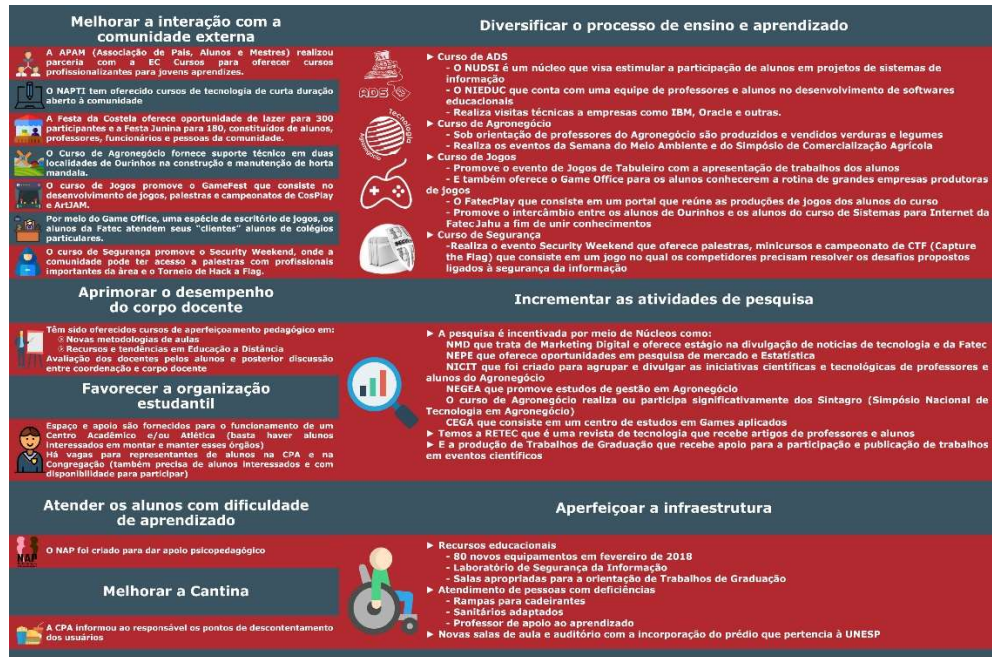 Melhorar a interação com a
comunidade externa
A APAM (Associação de Pais, Alunos e Mestres) realizou
parceria com a EC Cursos para oferecer cursos
profissionalizantes para jovens aprendizes.
O NAPTI tem oferecido cursos de tecnologia de curta duração
aberto à comunidade
A Festa da Costela oferece oportunidade de lazer para 300
participantes e a Festa Junina para 180, constituídos de alunos,
professores, funcionários e pessoas da comunidade.
O Curso de Agronegócio fornece suporte técnico em duas
localidades de Ourinhos na construção e manutenção de horta
mandala.
O curso de Jogos promove o GameFest que consiste no
desenvolvimento de jogos, palestras e campeonatos de CosPlay
e ArtJAM.
Por meio do Game Office, uma espécie de escritório de jogos, os
alunos da Fatec atendem seus "clientes" alunos de colégios
particulares.
O curso de Segurança promove o Security Weekend, onde a
comunidade pode ter acesso a palestras com profissionais
importantes da área e o Torneio de Hack a Flag.
Aprimorar o desempenho
do corpo docente
Têm sido oferecidos cursos de aperfeiçoamento pedagógico em:
Novas metodologias de aulas
Recursos e tendências em Educação a Distância
Avaliação dos docentes pelos alunos e posterior discussão
entre coordenação e corpo docente
Favorecer a organização
estudantil
Espaço e apoio são fornecidos para o funcionamento de um
Centro Acadêmico e/ou Atlética (basta haver alunos
interessados em montar e manter esses órgãos)
Há vagas para representantes de alunos na CPA e na
Congregação (também precisa de alunos interessados e com
disponibilidade para participar)
Atender os alunos com dificuldade
de aprendizado
NAP
O NAP foi criado para dar apoio psicopedagógico
Melhorar a Cantina
A CPA informou ao responsável os pontos de descontentamento
dos usuários
Diversificar o processo de ensino e aprendizado
ADS
Tecnologia
Agronegócio
► Curso de ADS
- O NUDSI é um núcleo que visa estimular a participação de alunos em projetos de sistemas de
informação
- O NIEDUC que conta com uma equipe de professores e alunos no desenvolvimento de softwares
educacionais
- Realiza visitas técnicas a empresas como IBM, Oracle e outras.
► Curso de Agronegócio
- Sob orientação de professores do Agronegócio são produzidos e vendidos verduras e legumes
- Realiza os eventos da Semana do Meio Ambiente e do Simpósio de Comercialização Agrícola
► Curso de Jogos
- Promove o evento de Jogos de Tabuleiro com a apresentação de trabalhos dos alunos
- E também oferece o Game Office para os alunos conhecerem a rotina de grandes empresas produtoras
de jogos
- O FatecPlay que consiste em um portal que reúne as produções de jogos dos alunos do curso
- Promove o intercâmbio entre os alunos de Ourinhos e os alunos do curso de Sistemas para Internet da
Fatec Jahu a fim de unir conhecimentos
► Curso de Segurança
-Realiza o evento Security Weekend que oferece palestras, minicursos e campeonato de CTF (Capture
the Flag) que consiste em um jogo no qual os competidores precisam resolver os desafios propostos
ligados à segurança da informação
Incrementar as atividades de pesquisa
► A pesquisa é incentivada por meio de Núcleos como:
NMD que trata de Marketing Digital e oferece estágio na divulgação de noticias de tecnologia e da Fatec
NEPE que oferece oportunidades em pesquisa de mercado e Estatística
NICIT que foi criado para agrupar e divulgar as iniciativas científicas e tecnológicas de professores e
alunos do Agronegócio
NEGEA que promove estudos de gestão em Agronegócio
O curso de Agronegócio realiza ou participa significativamente dos Sintagro (Simpósio Nacional de
Tecnologia em Agronegócio)
CEGA que consiste em um centro de estudos em Games aplicados
► Temos a RETEC que é uma revista de tecnologia que recebe artigos de professores e alunos
► E a produção de Trabalhos de Graduação que recebe apoio para a participação e publicação de trabalhos
em eventos científicos
Aperfeiçoar a infraestrutura
► Recursos educacionais
- 80 novos equipamentos em fevereiro de 2018
- Laboratório de Segurança da Informação
- Salas apropriadas para a orientação de Trabalhos de Graduação
► Atendimento de pessoas com deficiências
- Rampas para cadeirantes
- Sanitários adaptados
- Professor de apoio ao aprendizado
► Novas salas de aula e auditório com a incorporação do prédio que pertencia à UNESP